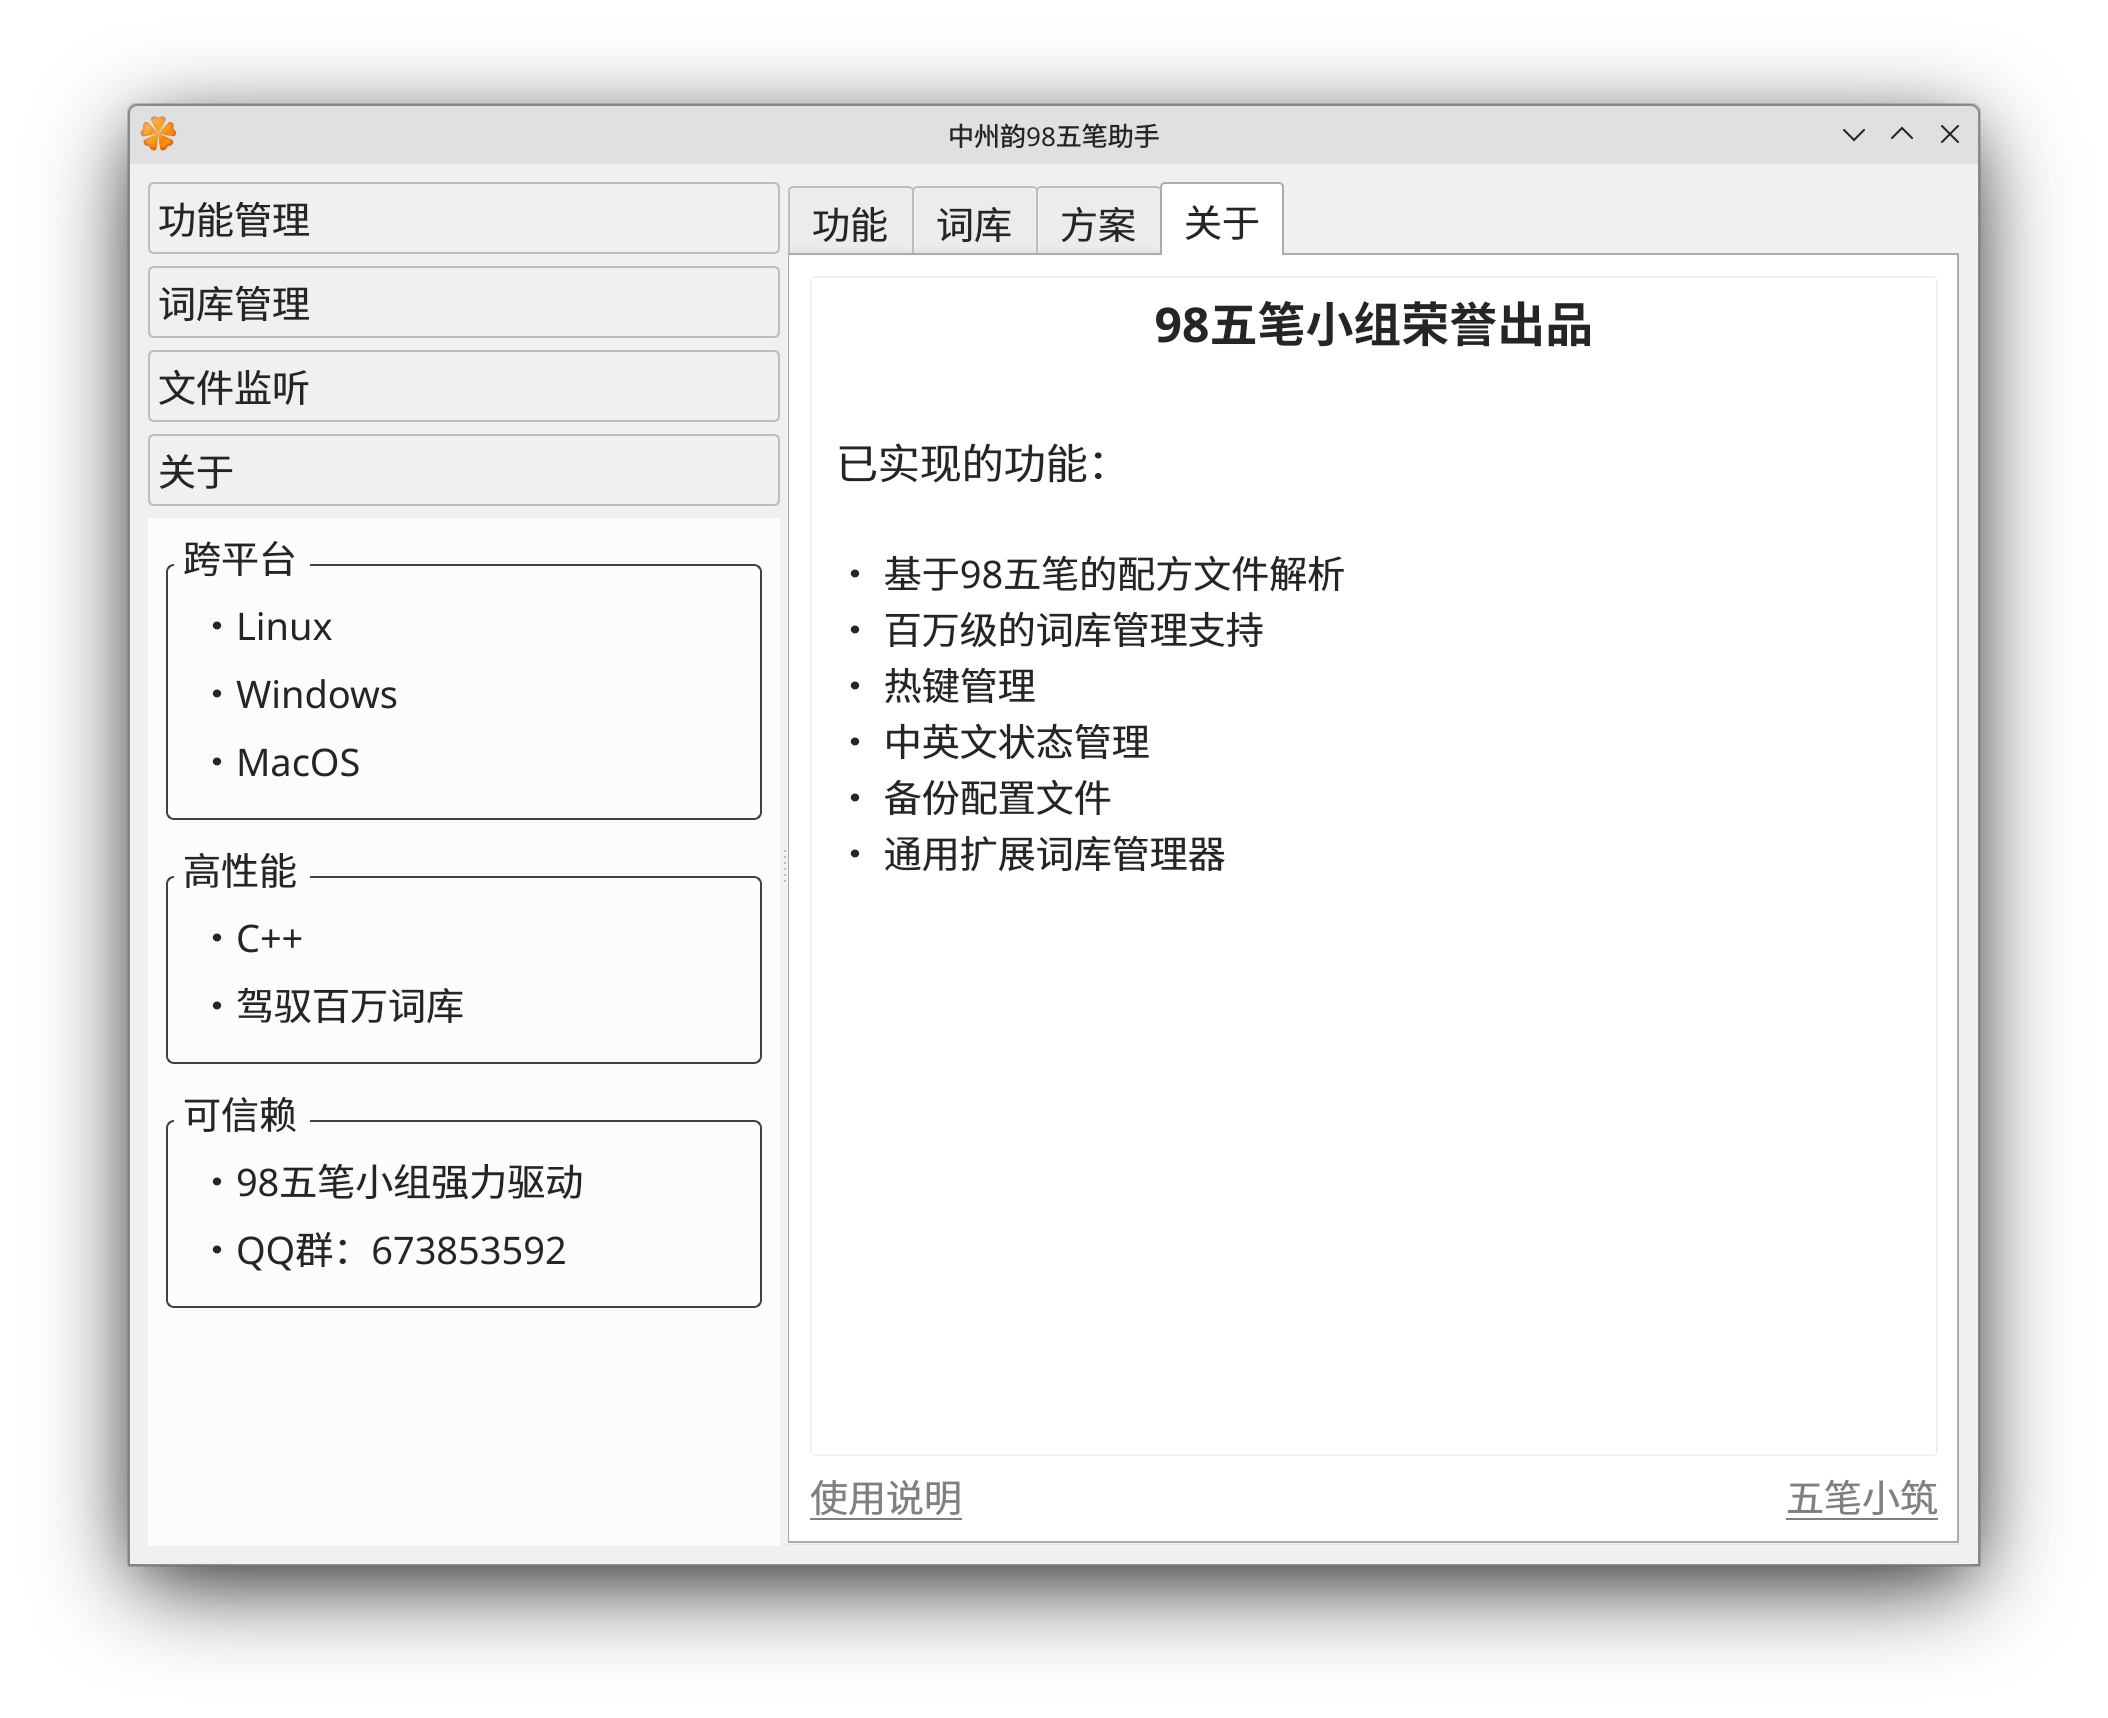 中州韵98五笔助手
功能管理
词库管理
文件监听
关于
跨平台
• Linux
• Windows
• MacOS
高性能
• C++
• 驾驭百万词库
可信赖
• 98五笔小组强力驱动
• QQ群：673853592
功能 词库 方案 关于
98五笔小组荣誉出品
已实现的功能：
• 基于98五笔的配方文件解析
• 百万级的词库管理支持
• 热键管理
• 中英文状态管理
• 备份配置文件
• 通用扩展词库管理器
使用说明 五笔小筑